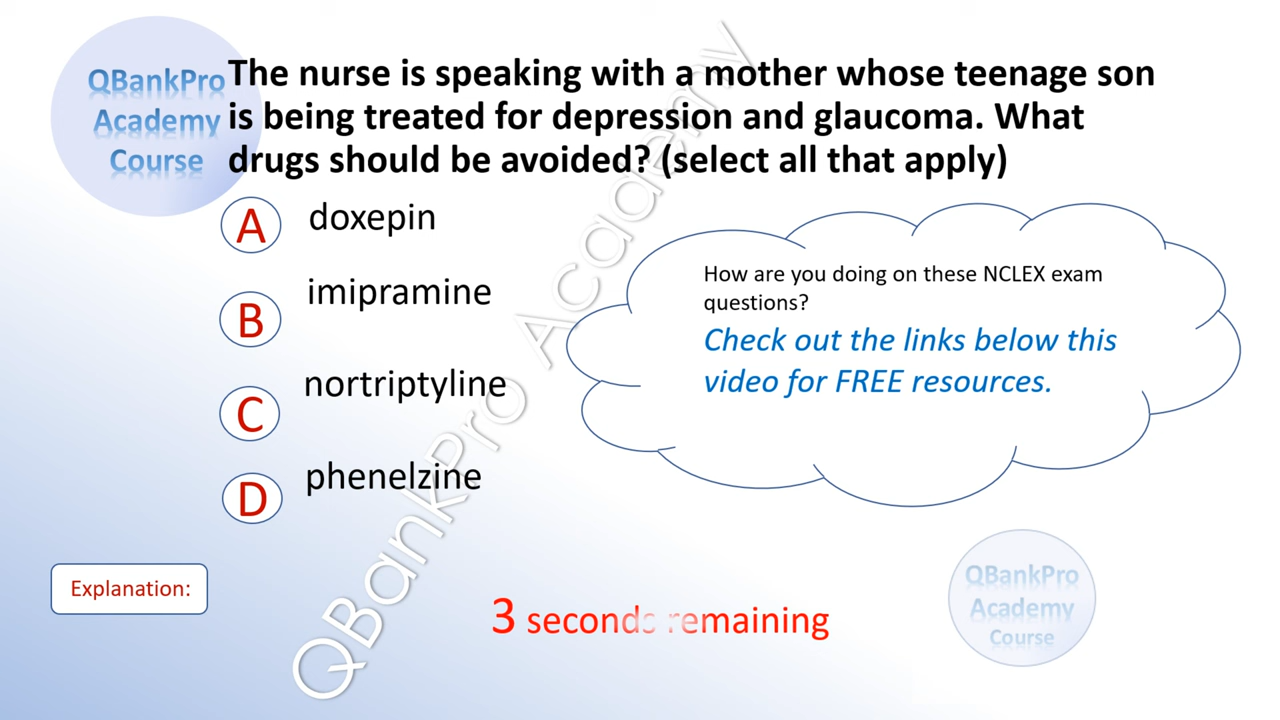 QBankPro
Academy
Course
The nurse is speaking with a mother whose teenage son
is being treated for depression and glaucoma. What
drugs should be avoided? (select all that apply)
A doxepin
B imipramine
C nortriptyline
D phenelzine
How are you doing on these NCLEX exam
questions?
Check out the links below this
video for FREE resources.
Explanation:
3 seconds remaining
QBankPro Academy
QBankPro
Academy
Course